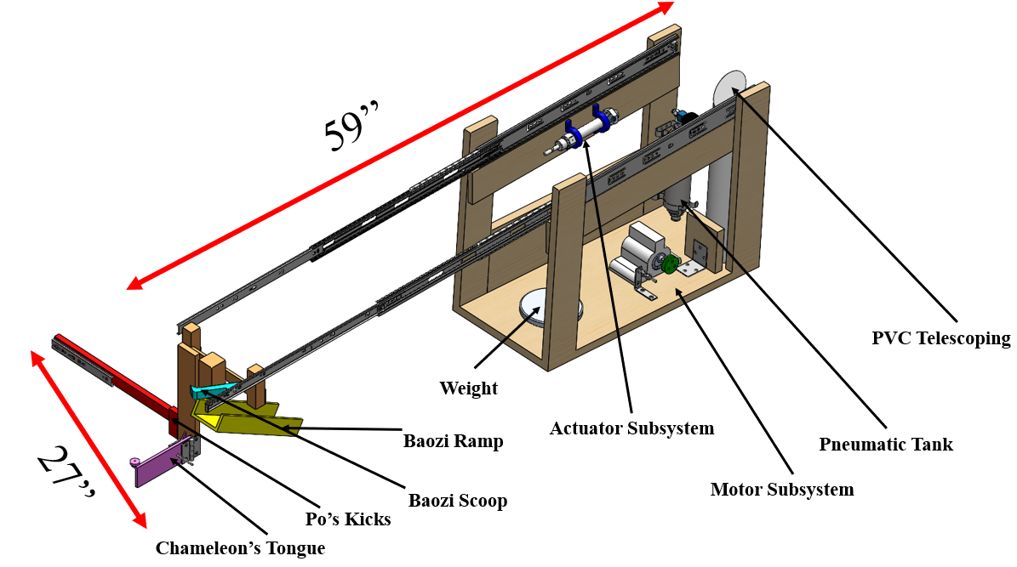 59”
PVC Telescoping
Weight
Actuator Subsystem
Baozi Ramp
Pneumatic Tank
27”
Motor Subsystem
Baozi Scoop
Po’s Kicks
Chameleon’s Tongue